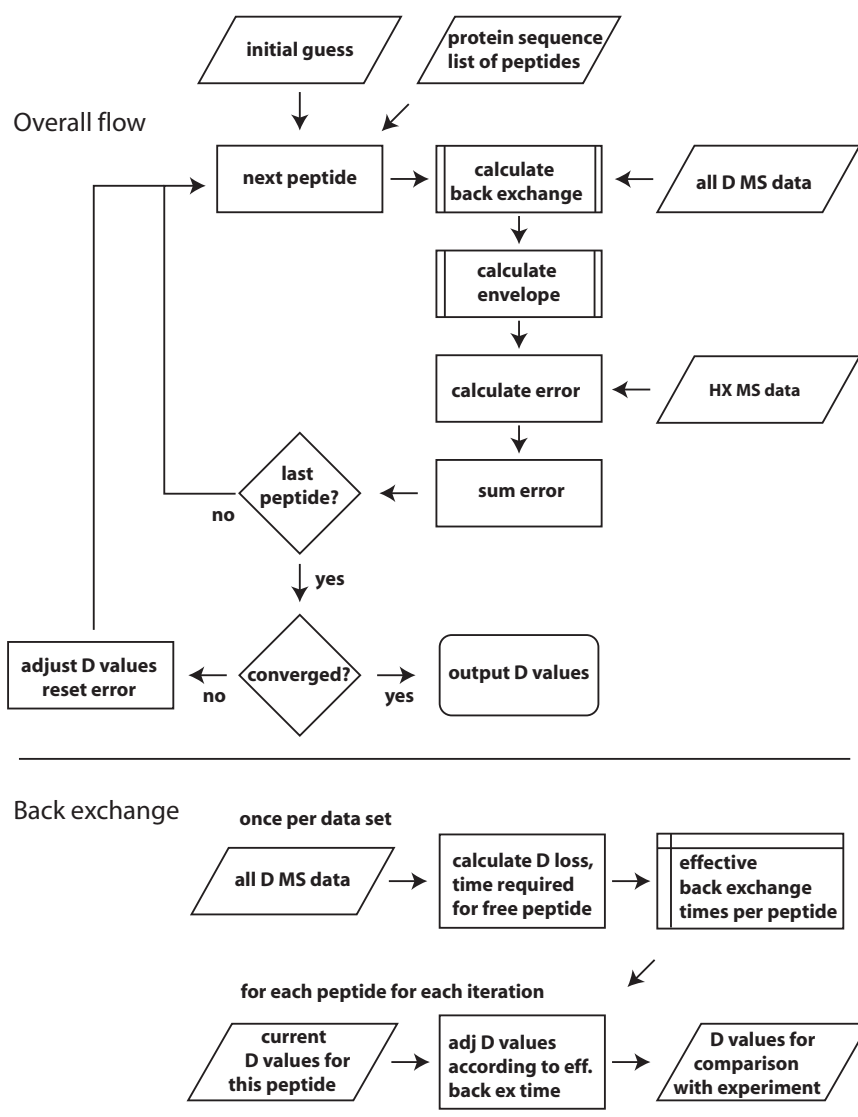 initial guess
protein sequence
list of peptides
Overall flow
next peptide
calculate
back exchange
all D MS data
calculate
envelope
calculate error
HX MS data
last
peptide?
no
sum error
yes
adjust D values
reset error
no
converged?
yes
output D values
Back exchange
once per data set
all D MS data
calculate D loss,
time required
for free peptide
effective
back exchange
times per peptide
for each peptide for each iteration
current
D values for
this peptide
adj D values
according to eff.
back ex time
D values for
comparison
with experiment